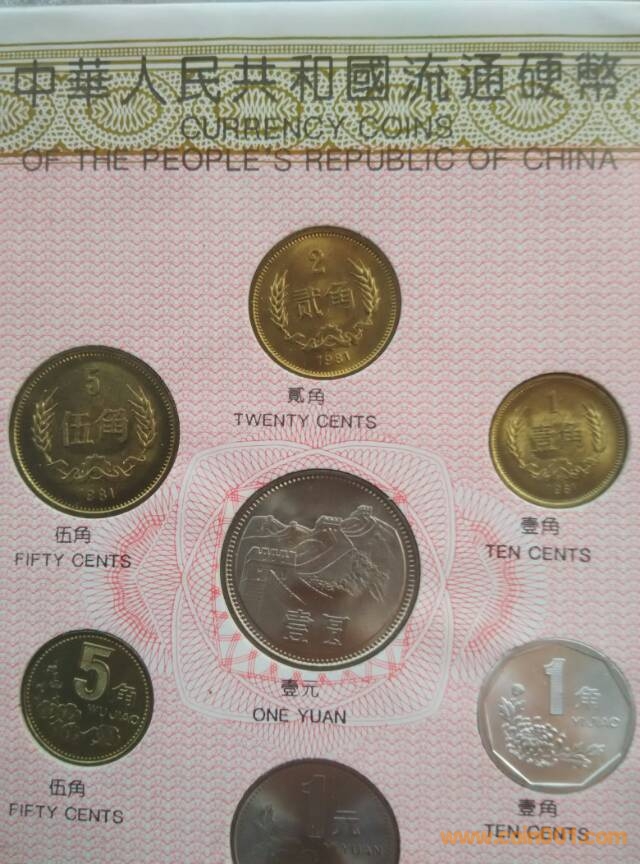 中華人民共和國流通硬幣
CURRENCY COINS
OF THE PEOPLE'S REPUBLIC OF CHINA
2
貳角
1981
貳角
TWENTY CENTS
5
伍角
1981
伍角
FIFTY CENTS
1
壹角
1981
壹角
TEN CENTS
壹圆
壹元
ONE YUAN
5角
WU JIAO
伍角
FIFTY CENTS
1角
YI JIAO
壹角
TEN CENTS
1元